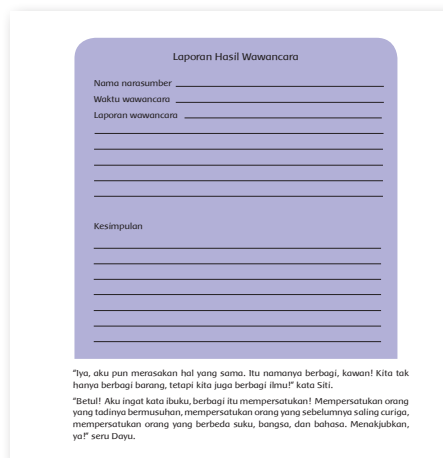 Laporan Hasil Wawancara
Nama narasumber
Waktu wawancara
Laporan wawancara
Kesimpulan
"Iya, aku pun merasakan hal yang sama. Itu namanya berbagi, kawan! Kita tak
hanya berbagi barang, tetapi kita juga berbagi ilmu!" kata Siti.
"Betul! Aku ingat kata ibuku, berbagi itu mempersatukan! Mempersatukan orang
yang tadinya bermusuhan, mempersatukan orang yang sebelumnya saling curiga,
mempersatukan orang yang berbeda suku, bangsa, dan bahasa. Menakjubkan,
ya!" seru Dayu.